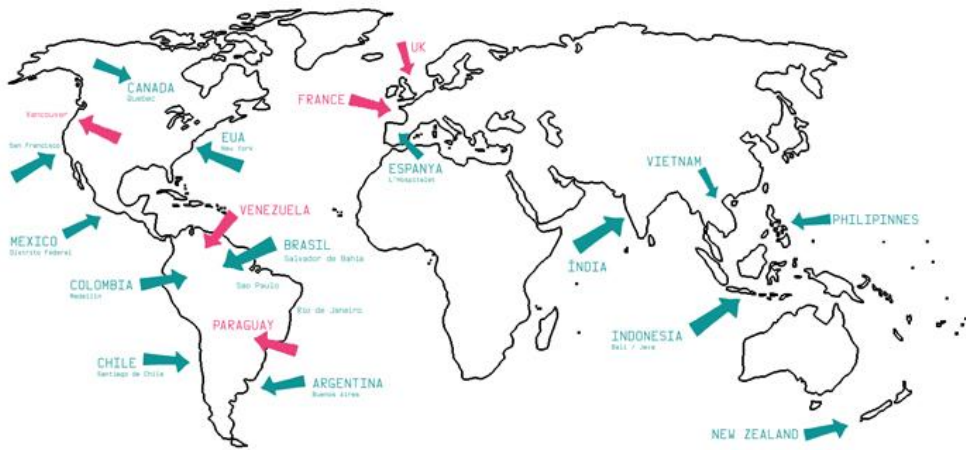 UK
FRANCE
CANADA
Quebec
Vancouver
San Francisco
EUA
New York
ESPANYA
L'Hospitalet
VIETNAM
VENEZUELA
PHILIPINNES
MEXICO
Distrito Federal
BRASIL
Salvador de Bahia
ÍNDIA
COLOMBIA
Medellín
São Paulo
Rio de Janeiro
PARAGUAY
INDONESIA
Bali / Java
CHILE
Santiago de Chile
ARGENTINA
Buenos Aires
NEW ZEALAND